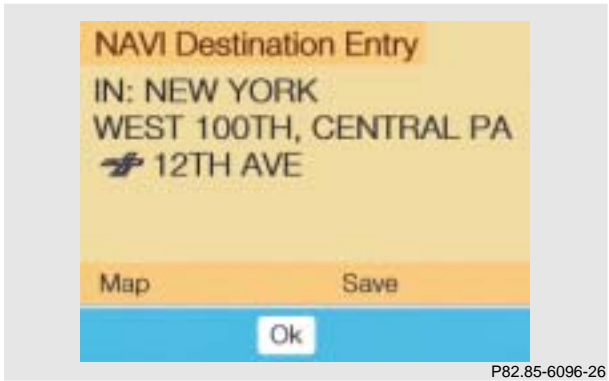 NAVI Destination Entry
IN: NEW YORK
WEST 100TH, CENTRAL PA
12TH AVE
Map Save
Ok
P82.85-6096-26